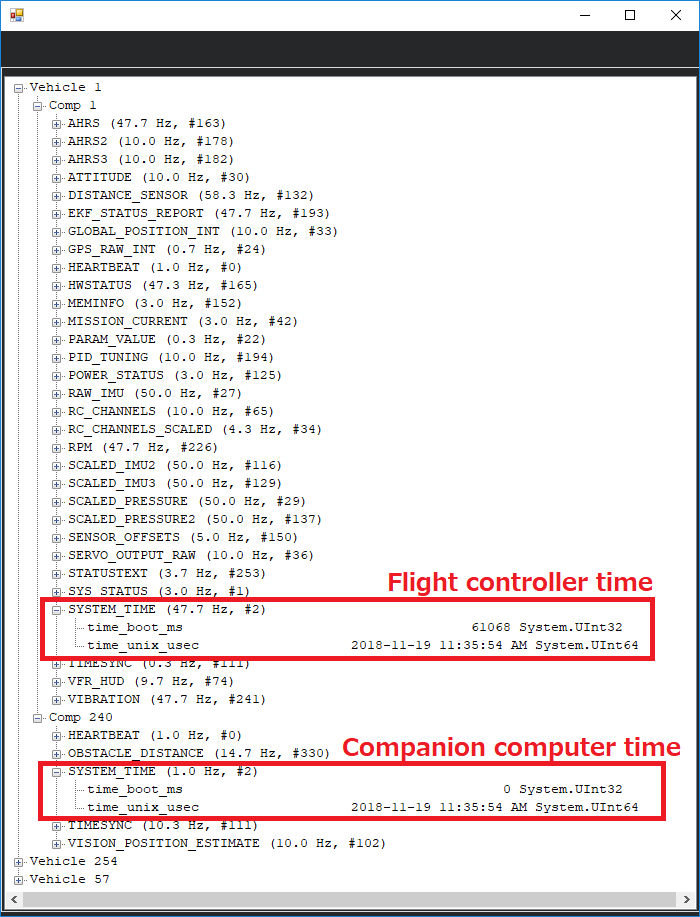 Vehicle 1
Comp 1
AHRS (47.7 Hz, #163)
AHRS2 (10.0 Hz, #178)
AHRS3 (10.0 Hz, #182)
ATTITUDE (10.0 Hz, #30)
DISTANCE_SENSOR (58.3 Hz, #132)
EKF_STATUS_REPORT (47.7 Hz, #193)
GLOBAL_POSITION_INT (10.0 Hz, #33)
GPS_RAW_INT (0.7 Hz, #24)
HEARTBEAT (1.0 Hz, #0)
HWSTATUS (47.3 Hz, #165)
MEMINFO (3.0 Hz, #152)
MISSION_CURRENT (3.0 Hz, #42)
PARAM_VALUE (0.3 Hz, #22)
PID_TUNING (10.0 Hz, #194)
POWER_STATUS (3.0 Hz, #125)
RAW_IMU (50.0 Hz, #27)
RC_CHANNELS (10.0 Hz, #65)
RC_CHANNELS_SCALED (4.3 Hz, #34)
RPM (47.7 Hz, #226)
SCALED_IMU2 (50.0 Hz, #116)
SCALED_IMU3 (50.0 Hz, #129)
SCALED_PRESSURE (50.0 Hz, #29)
SCALED_PRESSURE2 (50.0 Hz, #137)
SENSOR_OFFSETS (5.0 Hz, #150)
SERVO_OUTPUT_RAW (10.0 Hz, #36)
STATUSTEXT (3.7 Hz, #253)
Flight controller time
SYS_STATUS (3.0 Hz, #1)
SYSTEM_TIME (47.7 Hz, #2)
time_boot_ms 61068 System.UInt32
time_unix_usec 2018-11-19 11:35:54 AM System.UInt64
TIMESYNC (0.3 Hz, #111)
VFR_HUD (9.7 Hz, #74)
VIBRATION (47.7 Hz, #241)
Comp 240
HEARTBEAT (1.0 Hz, #0)
Companion computer time
OBSTACLE_DISTANCE (14.7 Hz, #330)
SYSTEM_TIME (1.0 Hz, #2)
time_boot_ms 0 System.UInt32
time_unix_usec 2018-11-19 11:35:54 AM System.UInt64
TIMESYNC (10.3 Hz, #111)
VISION_POSITION_ESTIMATE (10.0 Hz, #102)
Vehicle 254
Vehicle 57